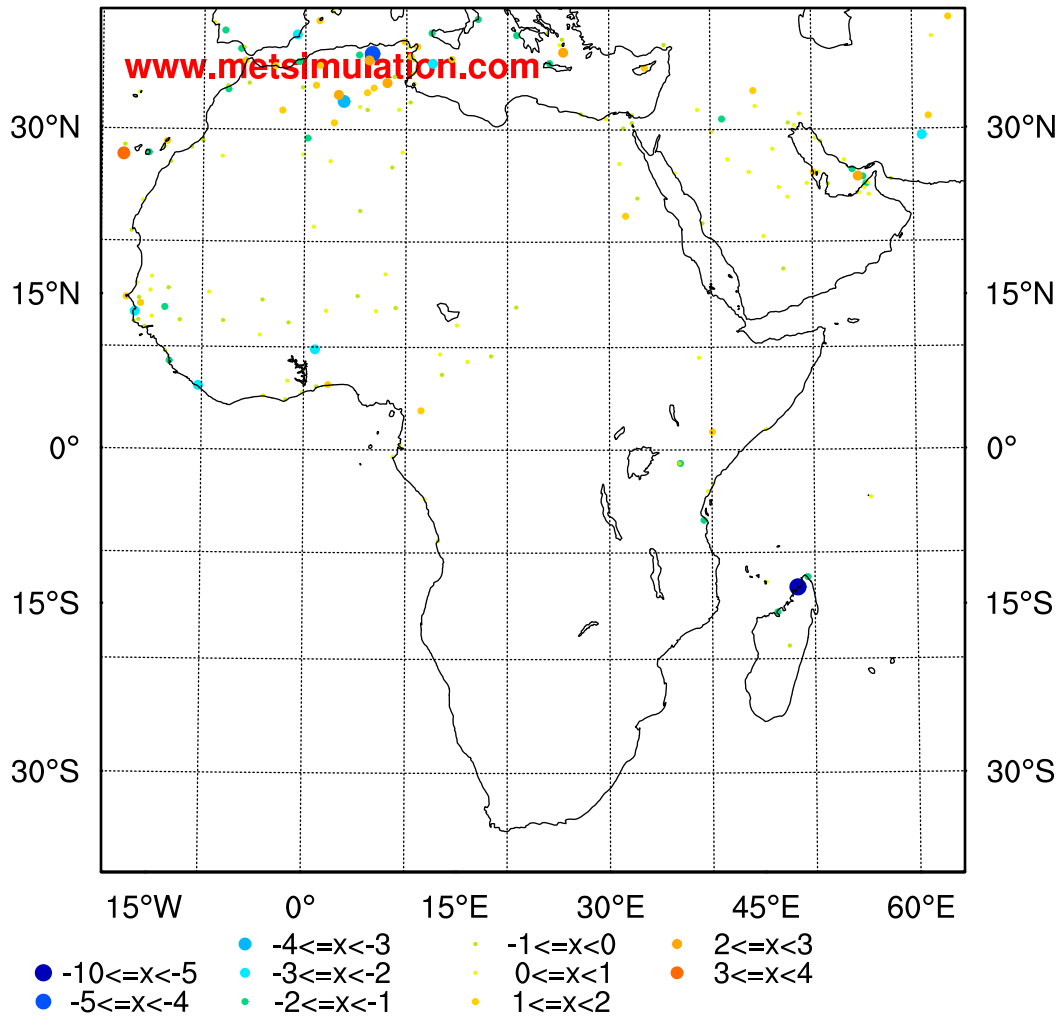 www.metsimulation.com
30°N 30°N
15°N 15°N
0° 0°
15°S 15°S
30°S 30°S
15°W 0° 15°E 30°E 45°E 60°E
-4<=x<-3 -1<=x<0 2<=x<3
-10<=x<-5 -3<=x<-2 0<=x<1 3<=x<4
-5<=x<-4 -2<=x<-1 1<=x<2